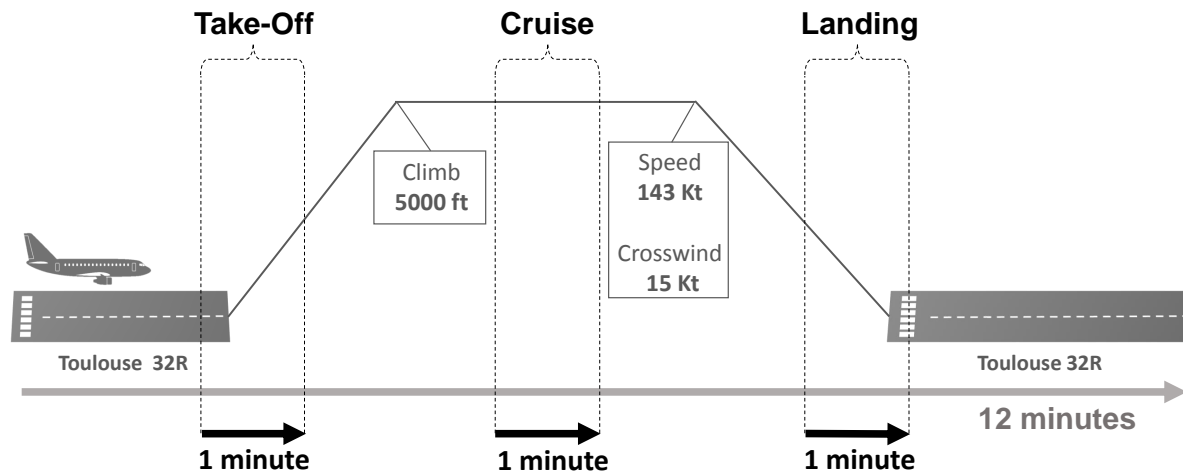 Take-Off
Cruise
Landing
Climb
5000 ft
Speed
143 Kt
Crosswind
15 Kt
Toulouse 32R
Toulouse 32R
12 minutes
1 minute
1 minute
1 minute